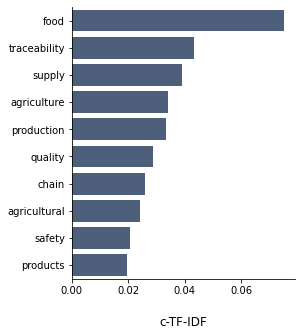 food
traceability
supply
agriculture
production
quality
chain
agricultural
safety
products
0.00 0.02 0.04 0.06
c-TF-IDF